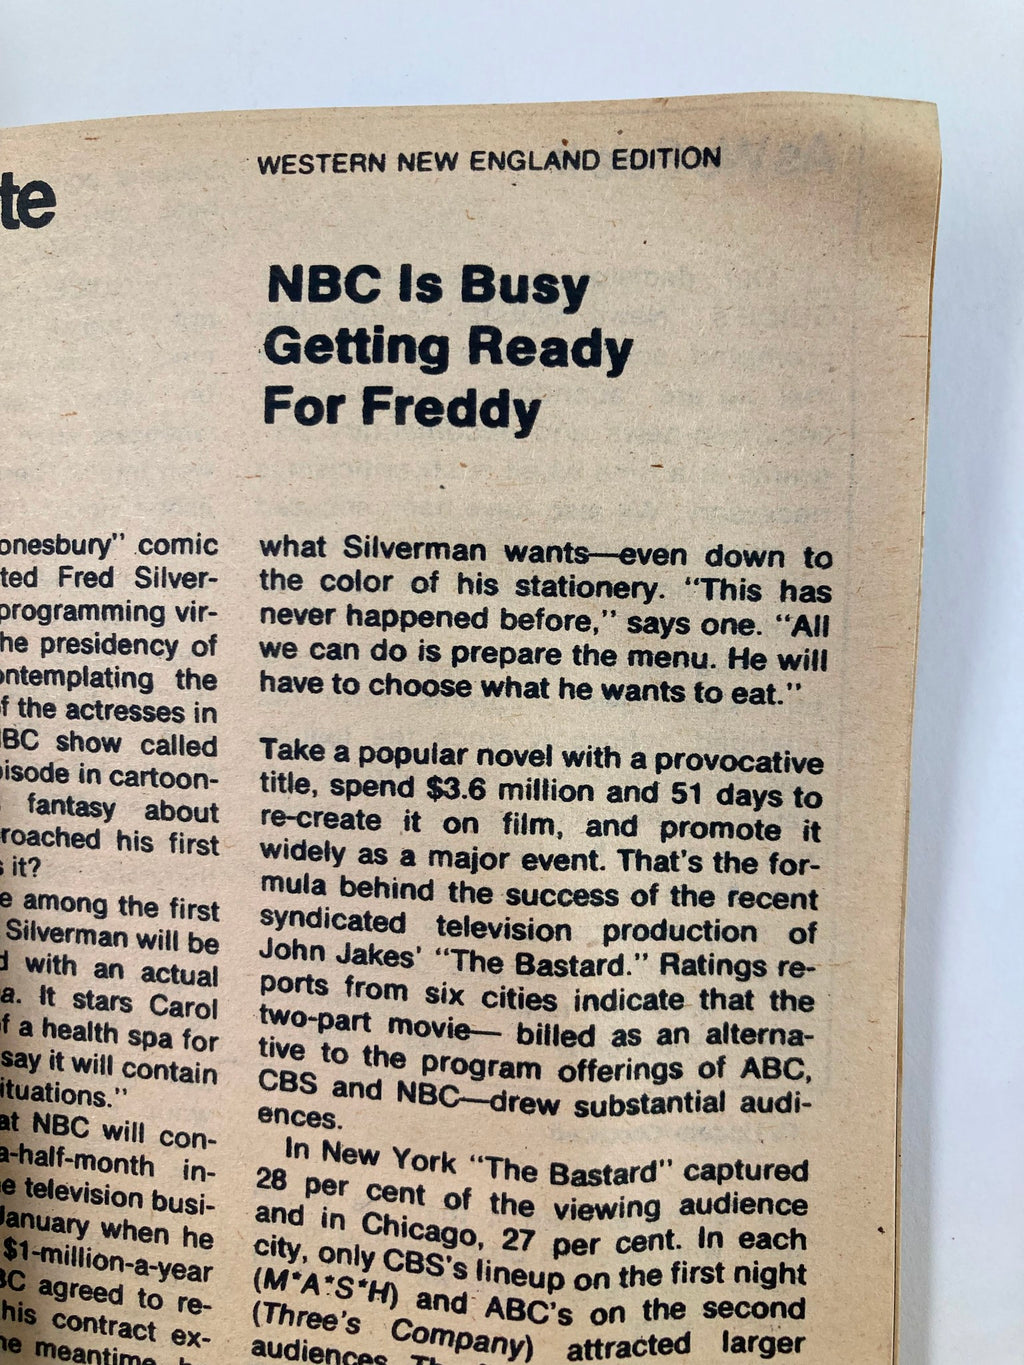 WESTERN NEW ENGLAND EDITION
te
NBC Is Busy
Getting Ready
For Freddy
onesbury" comic
ted Fred Silver-
programming vir-
he presidency of
ontemplating the
f the actresses in
BC show called
isode in cartoon-
fantasy about
roached his first
s it?
e among the first
Silverman will be
d with an actual
a. It stars Carol
f a health spa for
say it will contain
ituations."
at NBC will con-
a-half-month in-
e television busi-
January when he
$1-million-a-year
BC agreed to re-
his contract ex-
he meantime
what Silverman wants—even down to
the color of his stationery. "This has
never happened before," says one. "All
we can do is prepare the menu. He will
have to choose what he wants to eat."
Take a popular novel with a provocative
title, spend $3.6 million and 51 days to
re-create it on film, and promote it
widely as a major event. That's the for-
mula behind the success of the recent
syndicated television production of
John Jakes' "The Bastard." Ratings re-
ports from six cities indicate that the
two-part movie— billed as an alterna-
tive to the program offerings of ABC,
CBS and NBC—drew substantial audi-
ences.
In New York "The Bastard" captured
28 per cent of the viewing audience
and in Chicago, 27 per cent. In each
city, only CBS's lineup on the first night
(M*A*S*H) and ABC's on the second
(Three's Company) attracted larger
audiences.